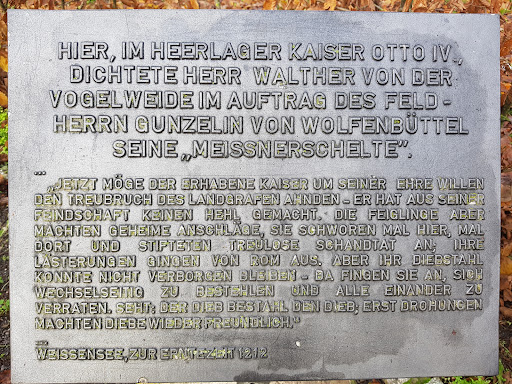 HIER, IM HEERLAGER KAISER OTTO IV.,
DICHTETE HERR WALTHER VON DER
VOGELWEIDE IM AUFTRAG DES FELD-
HERRN GUNZELIN VON WOLFENBÜTTEL
SEINE „MEISSNERSCHELTE".
...
„JETZT MÖGE DER ERHABENE KAISER UM SEINER EHRE WILLEN
DEN TREUBRUCH DES LANDGRAFEN AHNDEN - ER HAT AUS SEINER
FEINDSCHAFT KEINEN HEHL GEMACHT. DIE FEIGLINGE ABER
MACHTEN GEHEIME ANSCHLÄGE, SIE SCHWOREN MAL HIER, MAL
DORT UND STIFTETEN TREULOSE SCHANDTAT AN; IHRE
LÄSTERUNGEN GINGEN VON ROM AUS. ABER IHR DIEBSTAHL
KONNTE NICHT VERBORGEN BLEIBEN - DA FINGEN SIE AN, SICH
WECHSELSEITIG ZU BESTEHLEN UND ALLE EINANDER ZU
VERRATEN. SEHT: DER DIEB BESTAHL DEN DIEB; ERST DROHUNGEN
MACHTEN DIEBE WIEDER FREUNDLICH."
...
WEISSENSEE, ZUR ERNTEZEIT 1212